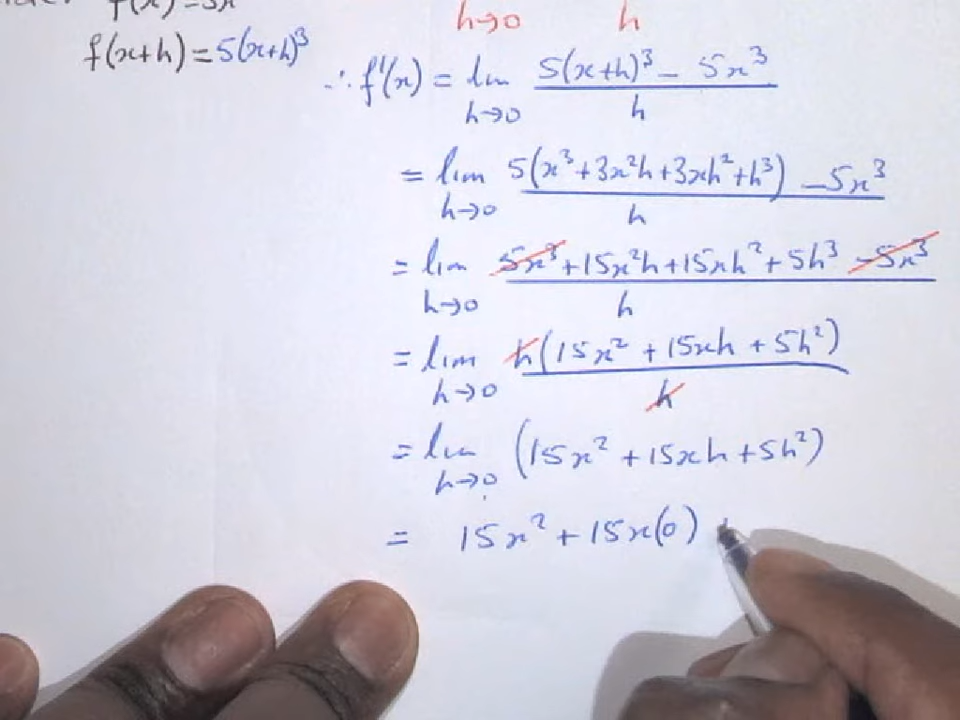 f(x) = 5x
h→0 h
f(x+h) = 5(x+h)³
∴ f'(x) = lim h→0 (5(x+h)³ - 5x³) / h
= lim h→0 (5(x³+3x²h+3xh²+h³) - 5x³) / h
= lim h→0 (5x³+15x²h+15xh²+5h³ - 5x³) / h
= lim h→0 h(15x² + 15xh + 5h²) / h
= lim h→0 (15x² + 15xh + 5h²)
= 15x² + 15x(0)